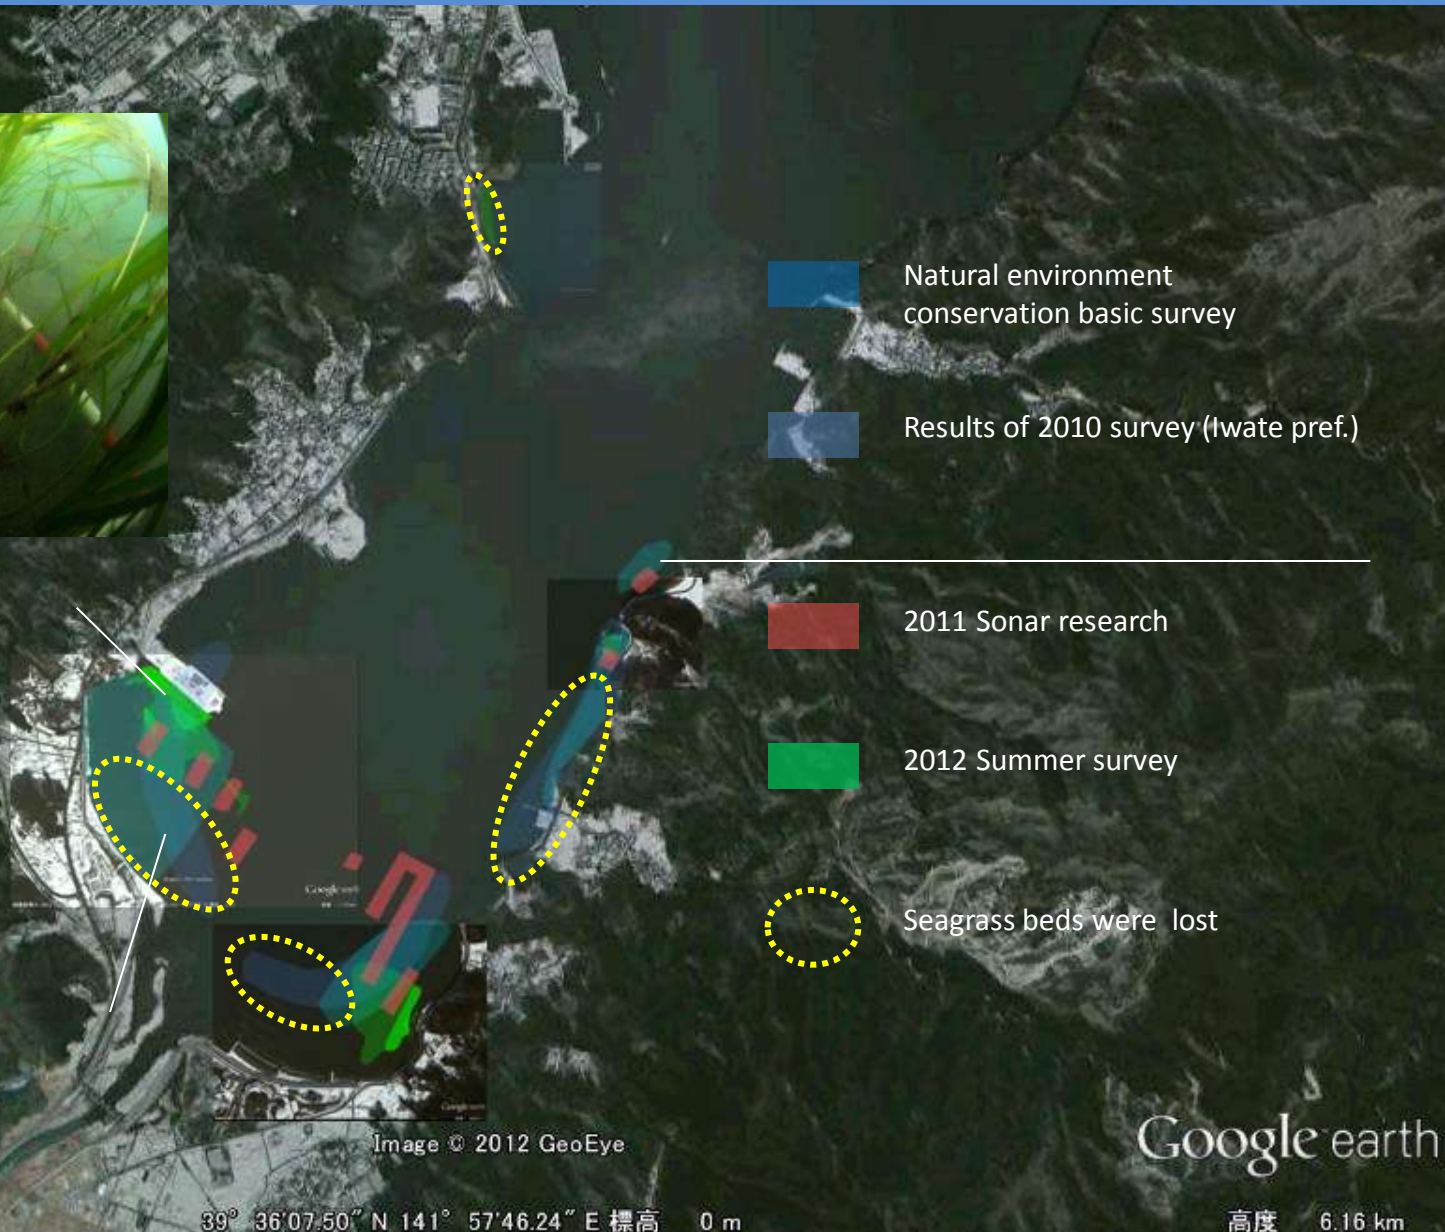 Natural environment
conservation basic survey
Results of 2010 survey (Iwate pref.)
2011 Sonar research
2012 Summer survey
Seagrass beds were lost
Google earth
Image © 2012 GeoEye
Google earth
39° 36'07.50" N 141° 57'46.24" E 標高 0 m
高度 6.16 km